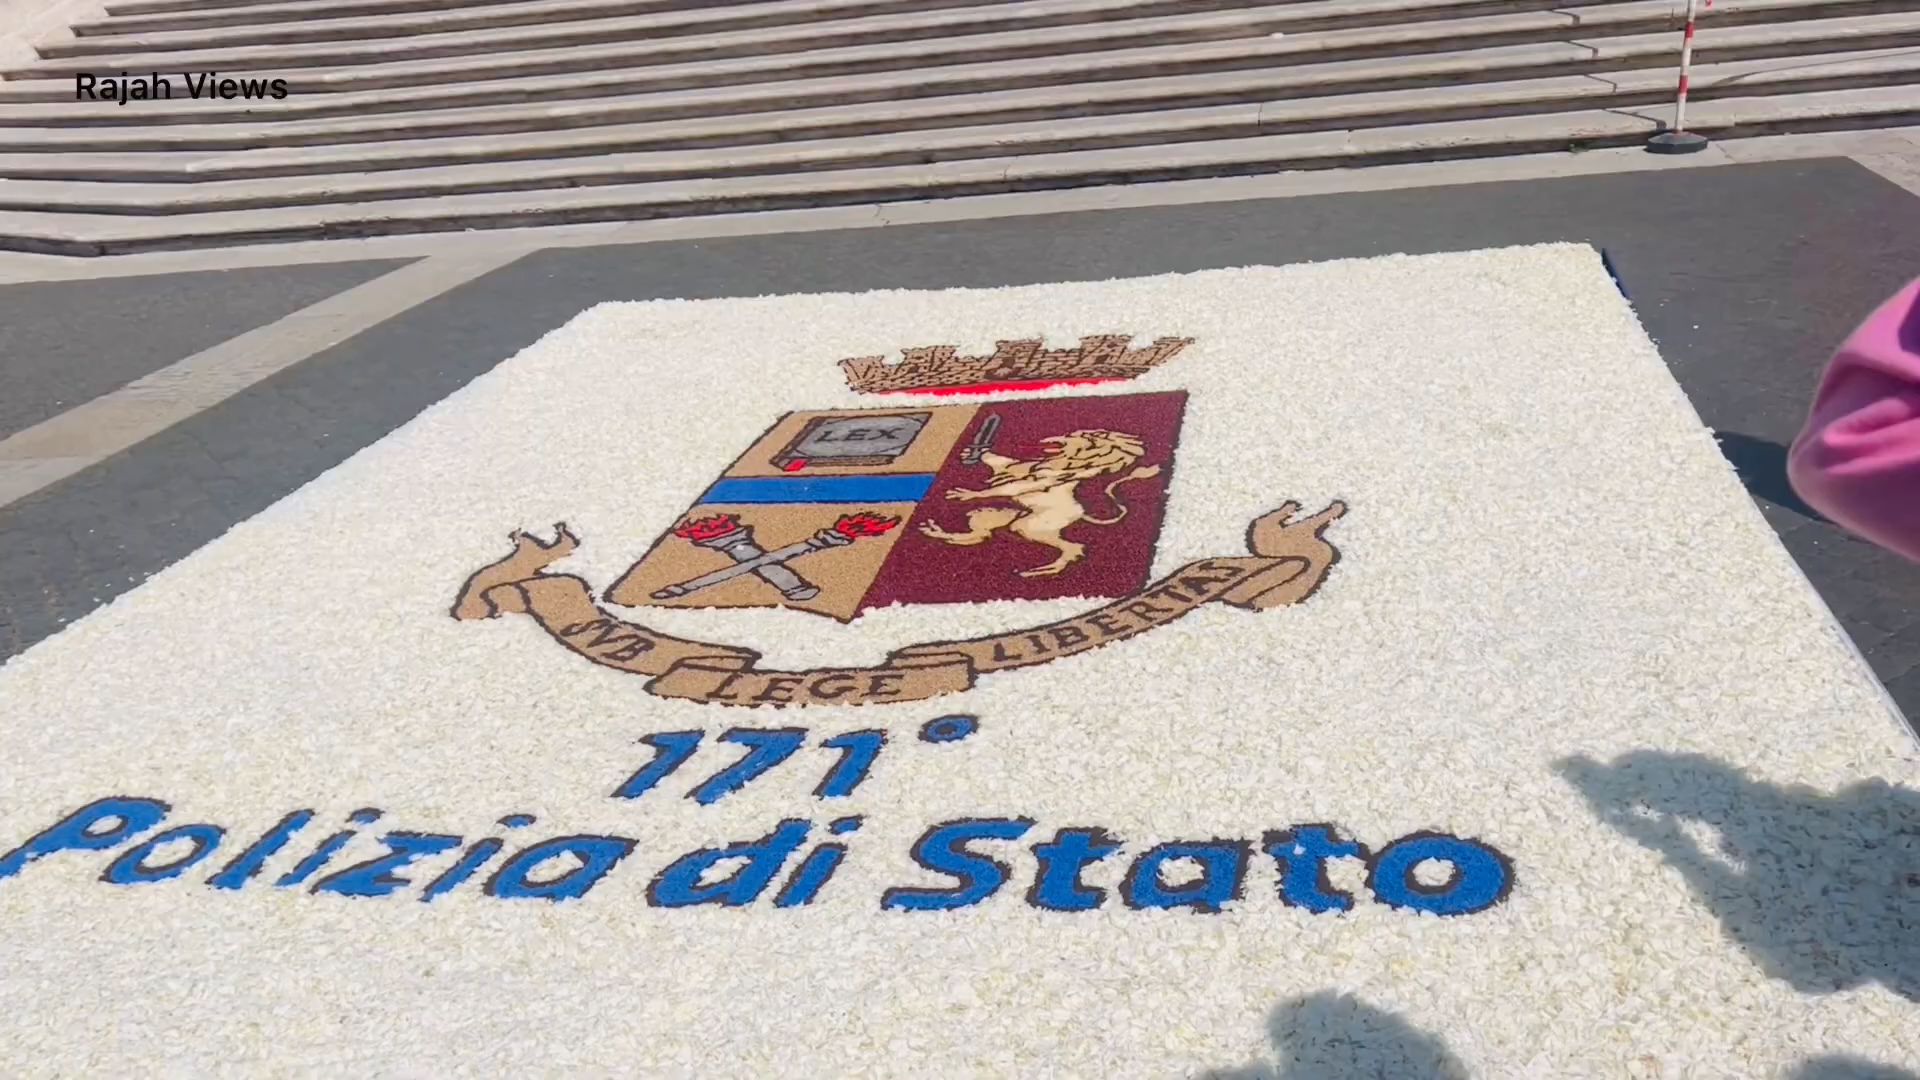 Rajah Views
LEX
SVB LEGE LIBERTAS
171°
Polizia di Stato